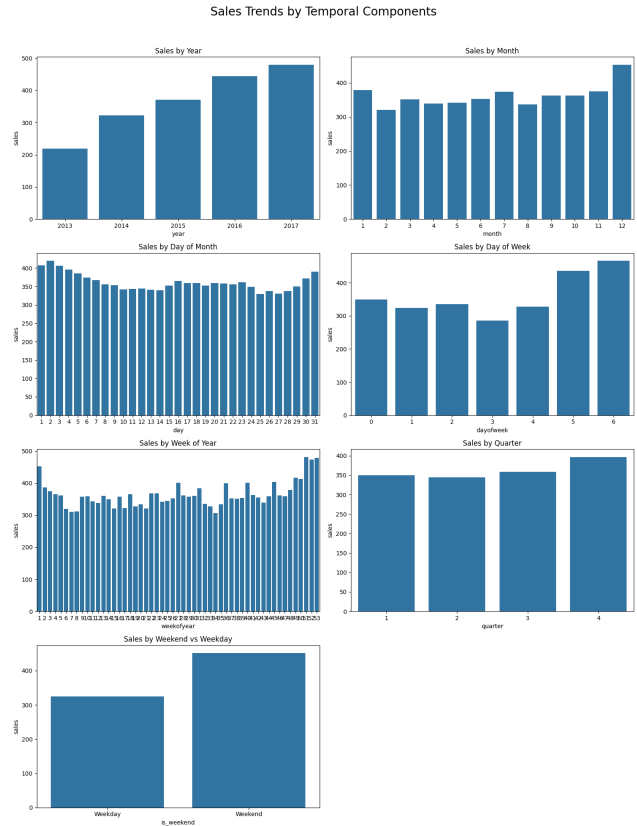 Sales Trends by Temporal Components
Sales by Year
sales
500
400
300
200
100
0
2013 2014 2015 2016 2017
year
Sales by Month
sales
400
300
200
100
0
1 2 3 4 5 6 7 8 9 10 11 12
month
Sales by Day of Month
sales
400
350
300
250
200
150
100
50
0
1 2 3 4 5 6 7 8 9 10 11 12 13 14 15 16 17 18 19 20 21 22 23 24 25 26 27 28 29 30 31
day
Sales by Day of Week
sales
400
300
200
100
0
0 1 2 3 4 5 6
dayofweek
Sales by Week of Year
sales
500
400
300
200
100
0
1 2 3 4 5 6 7 8
weekofyear
Sales by Quarter
sales
400
350
300
250
200
150
100
50
0
1 2 3 4
quarter
Sales by Weekend vs Weekday
sales
400
300
200
100
0
Weekday Weekend
is_weekend